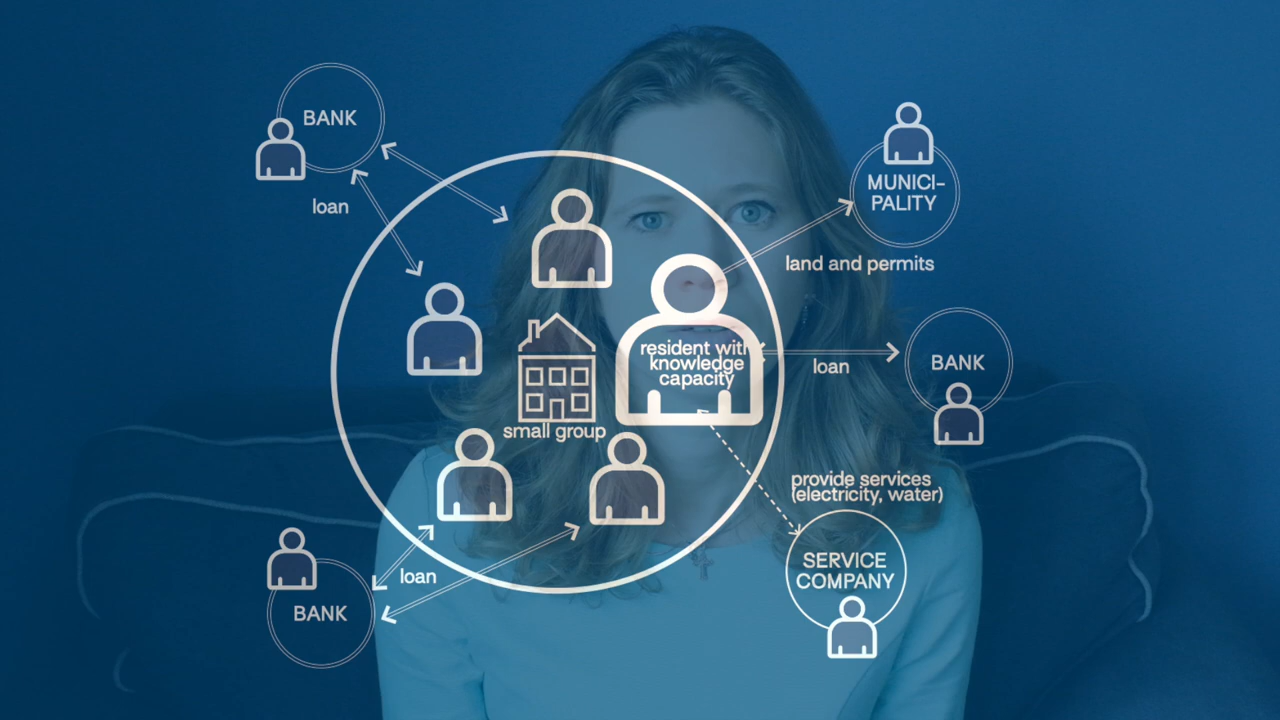 BANK
loan
MUNICI-
PALITY
land and permits
resident with
knowledge
capacity
loan
BANK
small group
provide services
(electricity, water)
SERVICE
COMPANY
loan
BANK